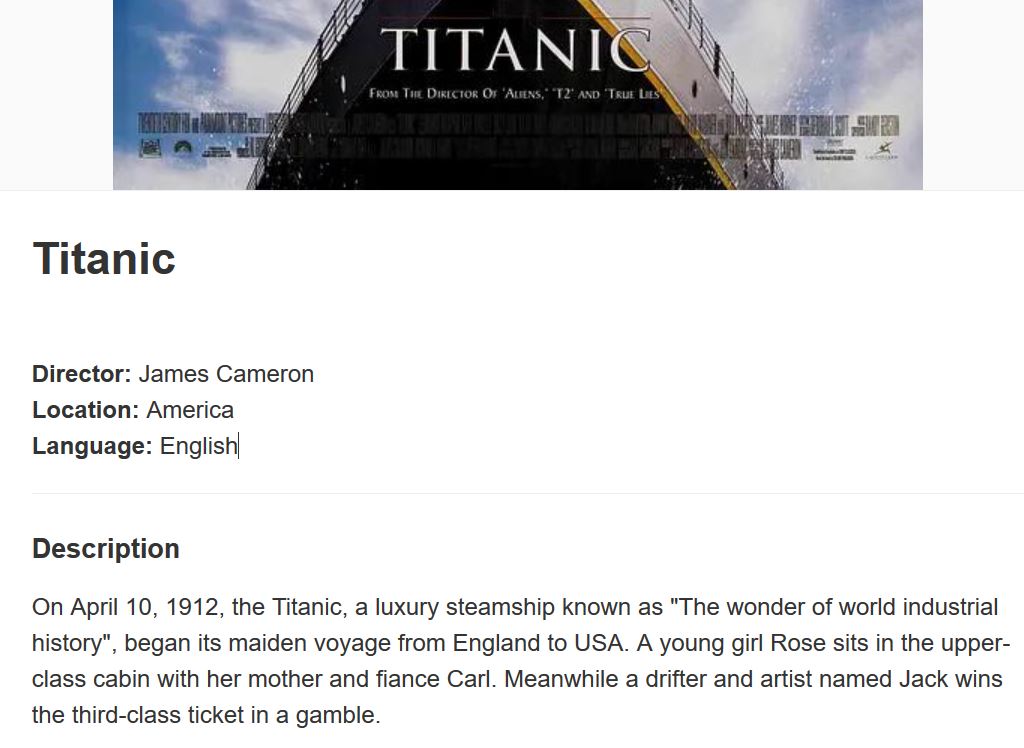 TITANIC
FROM THE DIRECTOR OF 'ALIENS,' 'T2' AND 'TRUE LIES'
Titanic
Director: James Cameron
Location: America
Language: English
Description
On April 10, 1912, the Titanic, a luxury steamship known as "The wonder of world industrial
history", began its maiden voyage from England to USA. A young girl Rose sits in the upper-
class cabin with her mother and fiance Carl. Meanwhile a drifter and artist named Jack wins
the third-class ticket in a gamble.